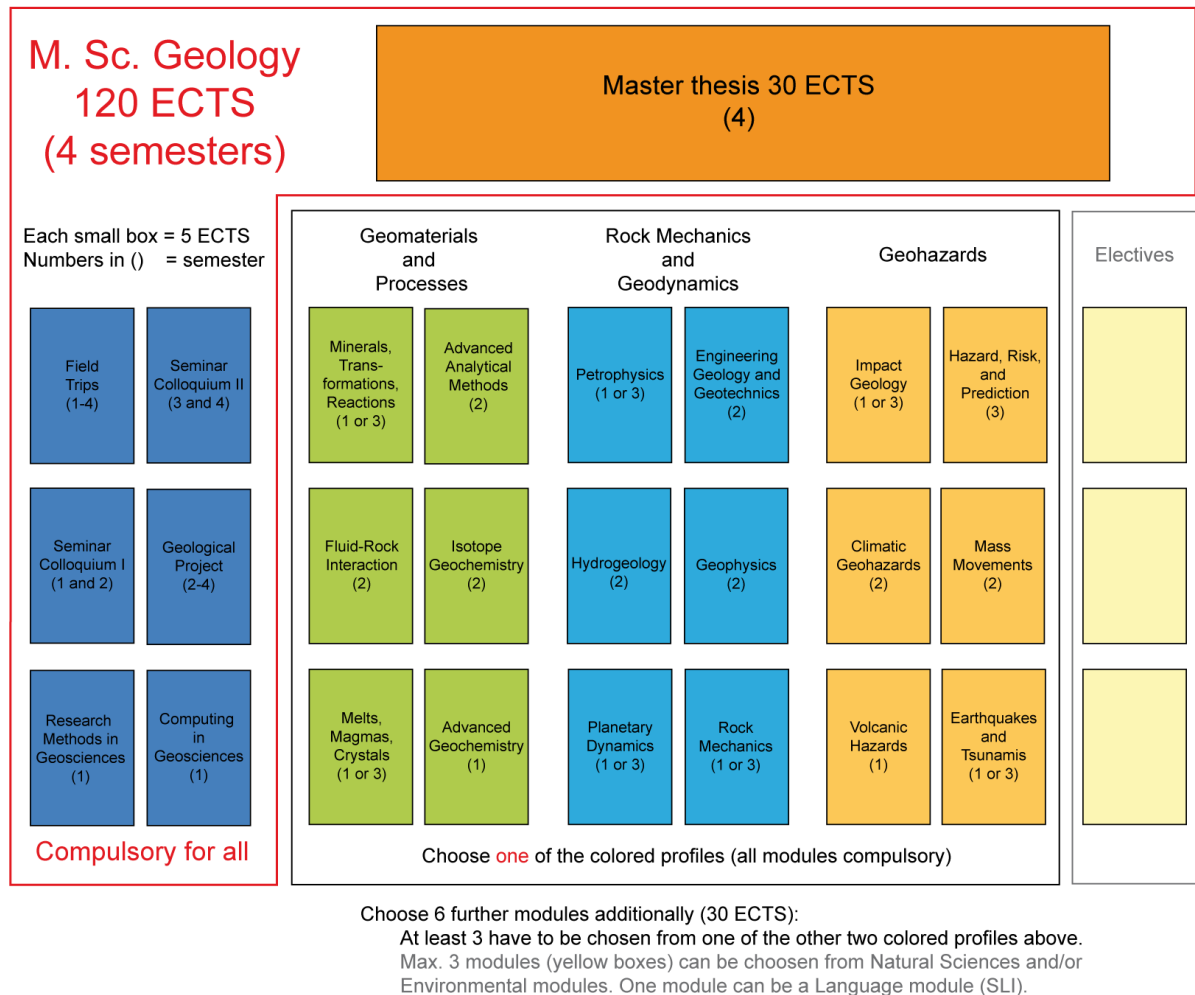 M. Sc. Geology
120 ECTS
(4 semesters)
Master thesis 30 ECTS
(4)
Each small box = 5 ECTS
Numbers in () = semester
Geomaterials
and
Processes
Rock Mechanics
and
Geodynamics
Geohazards
Electives
Field
Trips
(1-4)
Seminar
Colloquium II
(3 and 4)
Minerals,
Trans-
formations,
Reactions
(1 or 3)
Advanced
Analytical
Methods
(2)
Petrophysics
(1 or 3)
Engineering
Geology and
Geotechnics
(2)
Impact
Geology
(1 or 3)
Hazard, Risk,
and
Prediction
(3)
Seminar
Colloquium I
(1 and 2)
Geological
Project
(2-4)
Fluid-Rock
Interaction
(2)
Isotope
Geochemistry
(2)
Hydrogeology
(2)
Geophysics
(2)
Climatic
Geohazards
(2)
Mass
Movements
(2)
Research
Methods in
Geosciences
(1)
Computing
in
Geosciences
(1)
Melts,
Magmas,
Crystals
(1 or 3)
Advanced
Geochemistry
(1)
Planetary
Dynamics
(1 or 3)
Rock
Mechanics
(1 or 3)
Volcanic
Hazards
(1)
Earthquakes
and
Tsunamis
(1 or 3)
Compulsory for all
Choose one of the colored profiles (all modules compulsory)
Choose 6 further modules additionally (30 ECTS):
At least 3 have to be chosen from one of the other two colored profiles above.
Max. 3 modules (yellow boxes) can be choosen from Natural Sciences and/or
Environmental modules. One module can be a Language module (SLI).